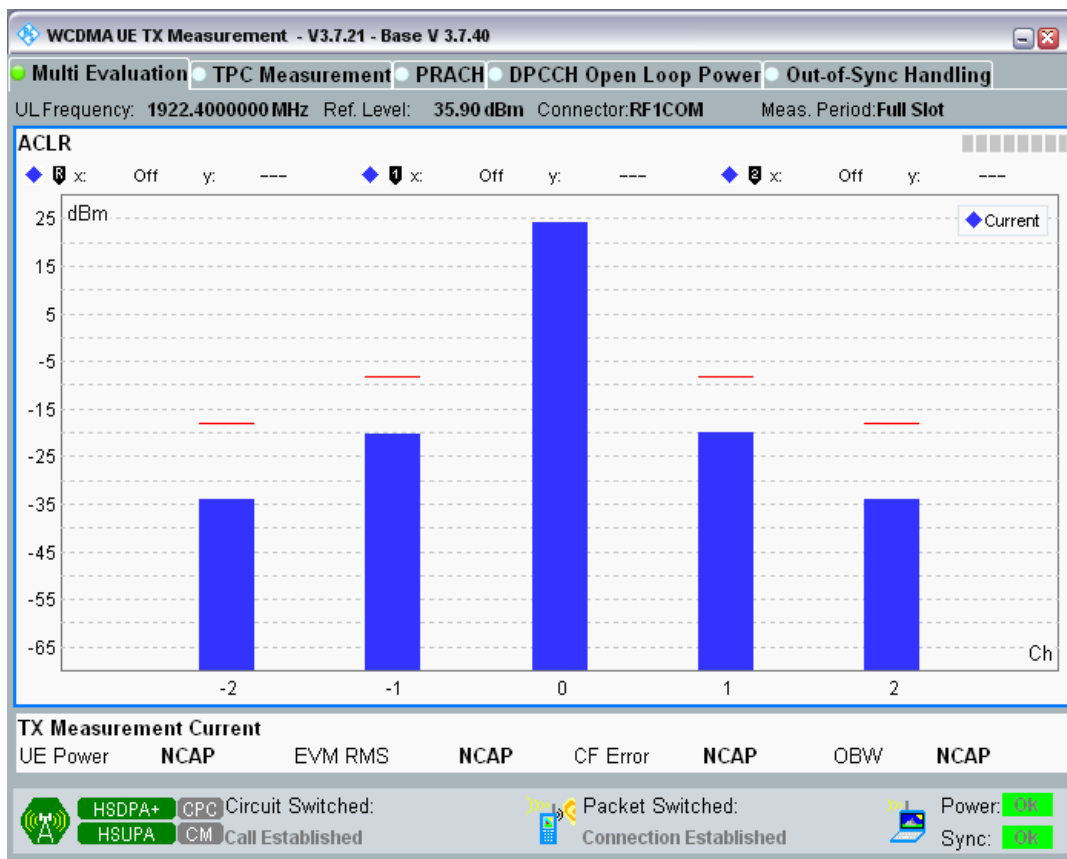 WCDMA UE TX Measurement - V3.7.21 - Base V 3.7.40
Multi Evaluation TPC Measurement PRACH DPCCH Open Loop Power Out-of-Sync Handling
UL Frequency: 1922.4000000 MHz Ref. Level: 35.90 dBm Connector:RF1COM Meas. Period:Full Slot
ACLR
R x: Off y: --- 1 x: Off y: --- 2 x: Off y: ---
dBm
Current
25
15
5
-5
-15
-25
-35
-45
-55
-65
Ch
-2 -1 0 1 2
TX Measurement Current
UE Power NCAP EVM RMS NCAP CF Error NCAP OBW NCAP
HSDPA+ CPC Circuit Switched: Packet Switched: Power: OK
HSUPA CM Call Established Connection Established Sync: OK